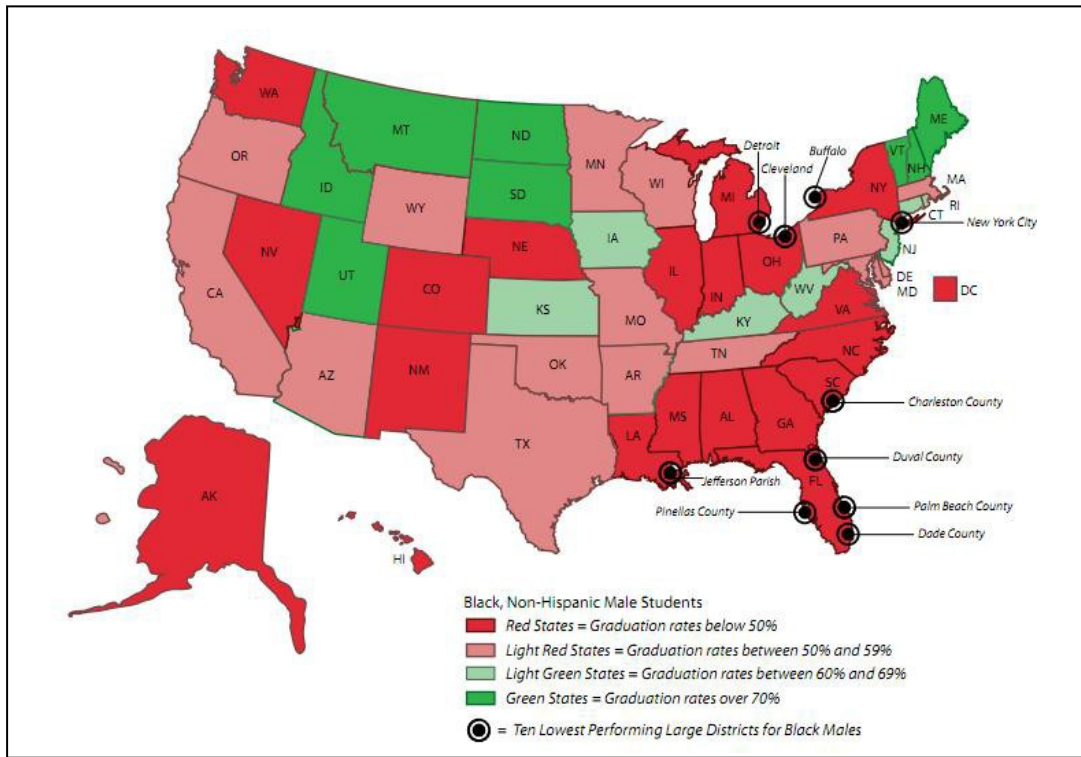 WA
OR
CA
NV
ID
MT
WY
UT
AZ
CO
NM
ND
SD
NE
KS
OK
TX
MN
IA
MO
AR
LA
WI
IL
MI
IN
OH
KY
TN
MS
AL
GA
FL
SC
NC
VA
WV
PA
NY
VT
NH
ME
MA
RI
CT
NJ
DE
MD
DC
AK
HI
Detroit
Cleveland
Buffalo
New York City
Charleston County
Duval County
Jefferson Parish
Pinellas County
Palm Beach County
Dade County
Black, Non-Hispanic Male Students
Red States = Graduation rates below 50%
Light Red States = Graduation rates between 50% and 59%
Light Green States = Graduation rates between 60% and 69%
Green States = Graduation rates over 70%
= Ten Lowest Performing Large Districts for Black Males